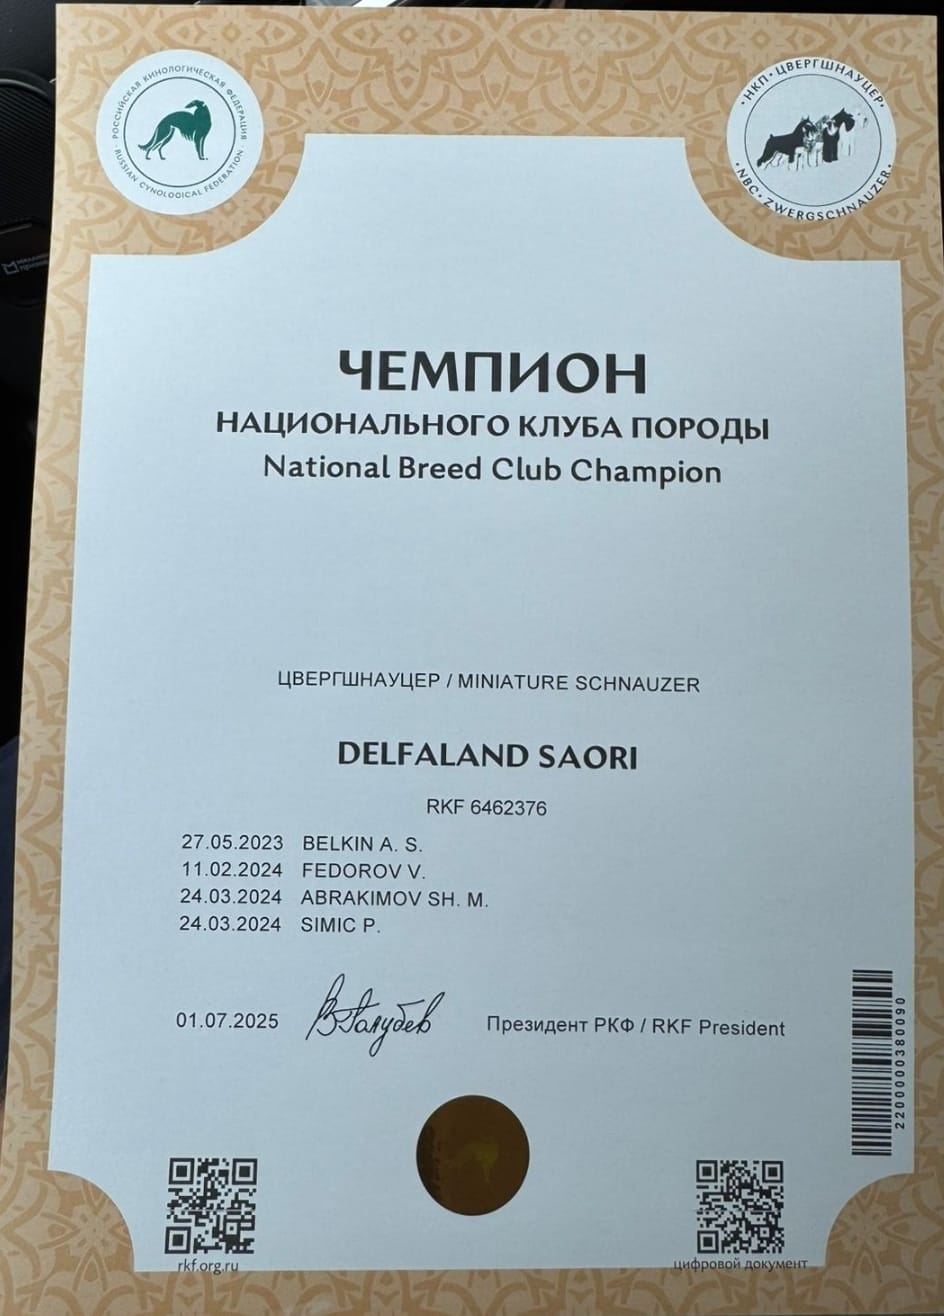 РОССИЙСКАЯ КИНОЛОГИЧЕСКАЯ ФЕДЕРАЦИЯ
RUSSIAN CYNOLOGICAL FEDERATION
НКП • ЦВЕРГШНАУЦЕР
NBC • ZWERGSCHNAUZER
ЧЕМПИОН
НАЦИОНАЛЬНОГО КЛУБА ПОРОДЫ
National Breed Club Champion
ЦВЕРГШНАУЦЕР / MINIATURE SCHNAUZER
DELFALAND SAORI
RKF 6462376
27.05.2023 BELKIN A. S.
11.02.2024 FEDOROV V.
24.03.2024 ABRAKIMOV SH. M.
24.03.2024 SIMIC P.
01.07.2025 ВГолубев Президент РКФ / RKF President
2200000380090
rkf.org.ru
цифровой документ